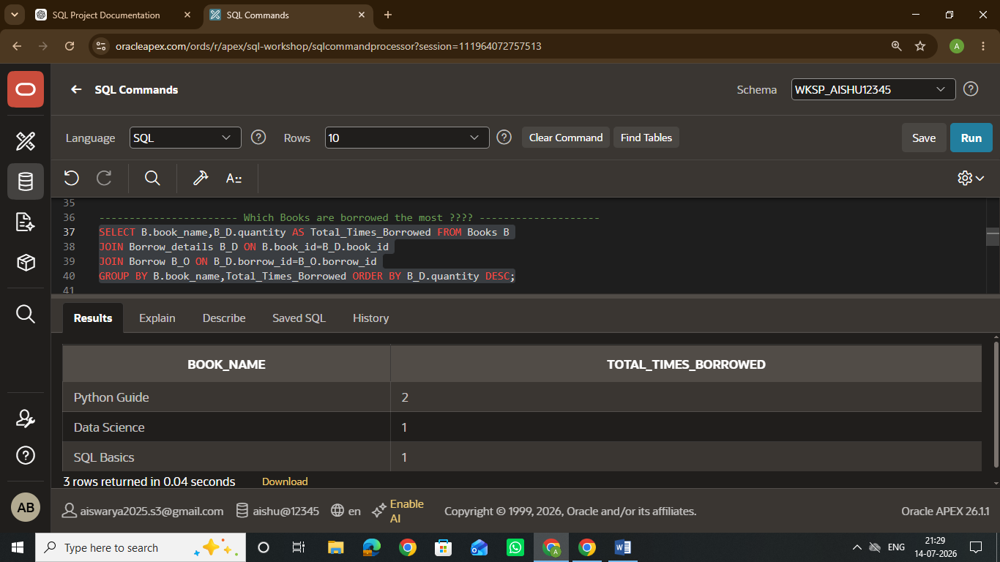 SQL Project Documentation
SQL Commands
oracleapex.com/ords/r/apex/sql-workshop/sqlcommandprocessor?session=111964072757513
A
SQL Commands
Schema
WKSP_AISHU12345
Language
SQL
Rows
10
Clear Command
Find Tables
Save
Run
A::
35
36 ----------------------- Which Books are borrowed the most ???? --------------------
37 SELECT B.book_name,B_D.quantity AS Total_Times_Borrowed FROM Books B
38 JOIN Borrow_details B_D ON B.book_id=B_D.book_id
39 JOIN Borrow B_O ON B_D.borrow_id=B_O.borrow_id
40 GROUP BY B.book_name,Total_Times_Borrowed ORDER BY B_D.quantity DESC;
41
Results
Explain
Describe
Saved SQL
History
BOOK_NAME TOTAL_TIMES_BORROWED
Python Guide 2
Data Science 1
SQL Basics 1
3 rows returned in 0.04 seconds
Download
AB
aiswarya2025.s3@gmail.com
aishu@12345
en
Enable
AI
Copyright © 1999, 2026, Oracle and/or its affiliates.
Oracle APEX 26.1.1
Type here to search
A
ENG
21:29
14-07-2026